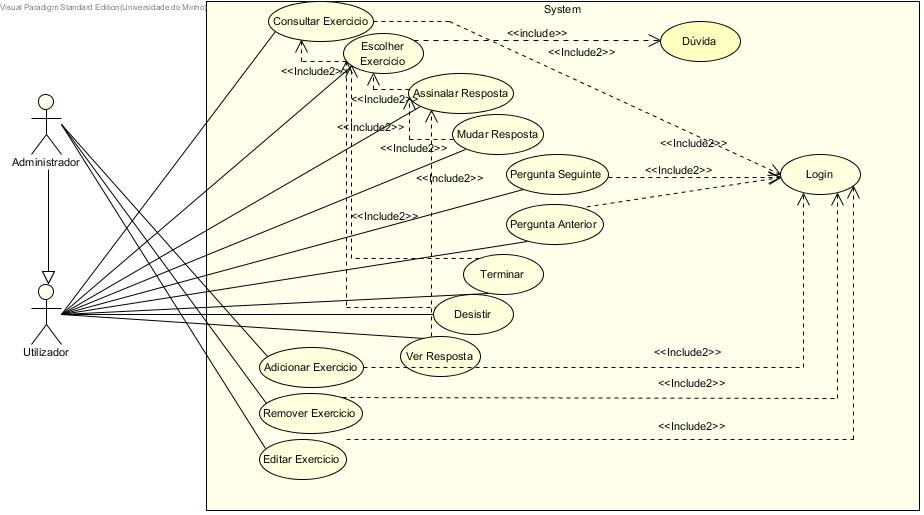 Visual Paradigm Standard Edition(Universidade do Minho)
System
Consultar Exercicio
Escolher
Exercicio
<<include>>
Dúvida
<<Include2>>
<<Include2>>
Assinalar Resposta
<<Include2>>
Administrador
<<Include2>>
Mudar Resposta
<<Include2>>
<<Include2>>
Pergunta Seguinte
<<Include2>>
Login
<<Include2>>
<<Include2>>
Pergunta Anterior
Terminar
Desistir
Utilizador
Ver Resposta
<<Include2>>
Adicionar Exercicio
<<Include2>>
Remover Exercicio
<<Include2>>
Editar Exercicio